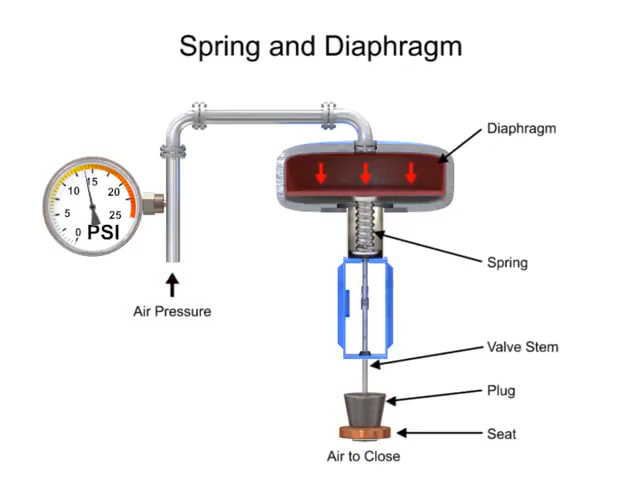 Spring and Diaphragm
Diaphragm
10 15 20
5 25
0 PSI
Spring
Air Pressure
Valve Stem
Plug
Seat
Air to Close